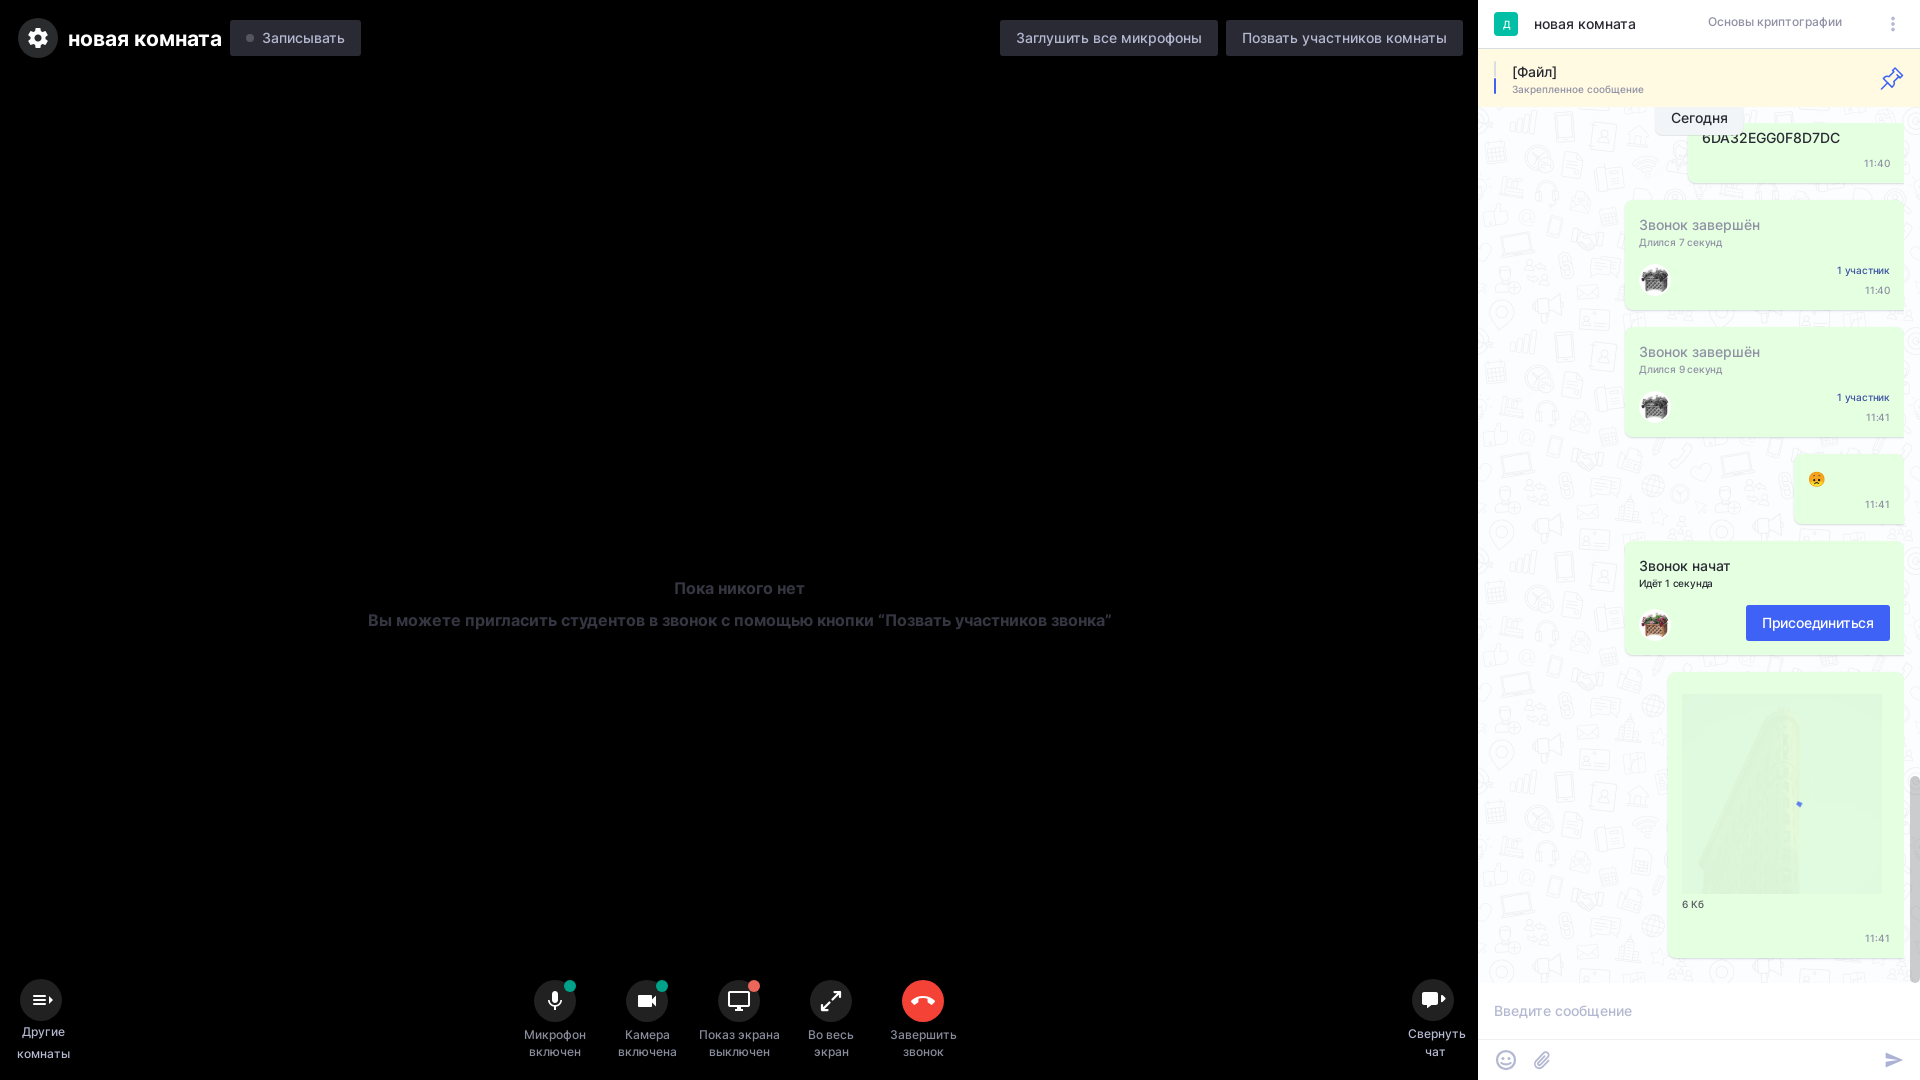 новая комната
Записывать
Заглушить все микрофоны
Позвать участников комнаты
Пока никого нет
Вы можете пригласить студентов в звонок с помощью кнопки “Позвать участников звонка”
Другие
комнаты
Микрофон
включен
Камера
включена
Показ экрана
выключен
Во весь
экран
Завершить
звонок
Свернуть
чат
Д
новая комната
Основы криптографии
[Файл]
Закрепленное сообщение
Сегодня
6DA32EGG0F8D7DC
11:40
Звонок завершён
Длился 7 секунд
1 участник
11:40
Звонок завершён
Длился 9 секунд
1 участник
11:41
11:41
Звонок начат
Идёт 1 секунда
Присоединиться
6 Кб
11:41
Введите сообщение